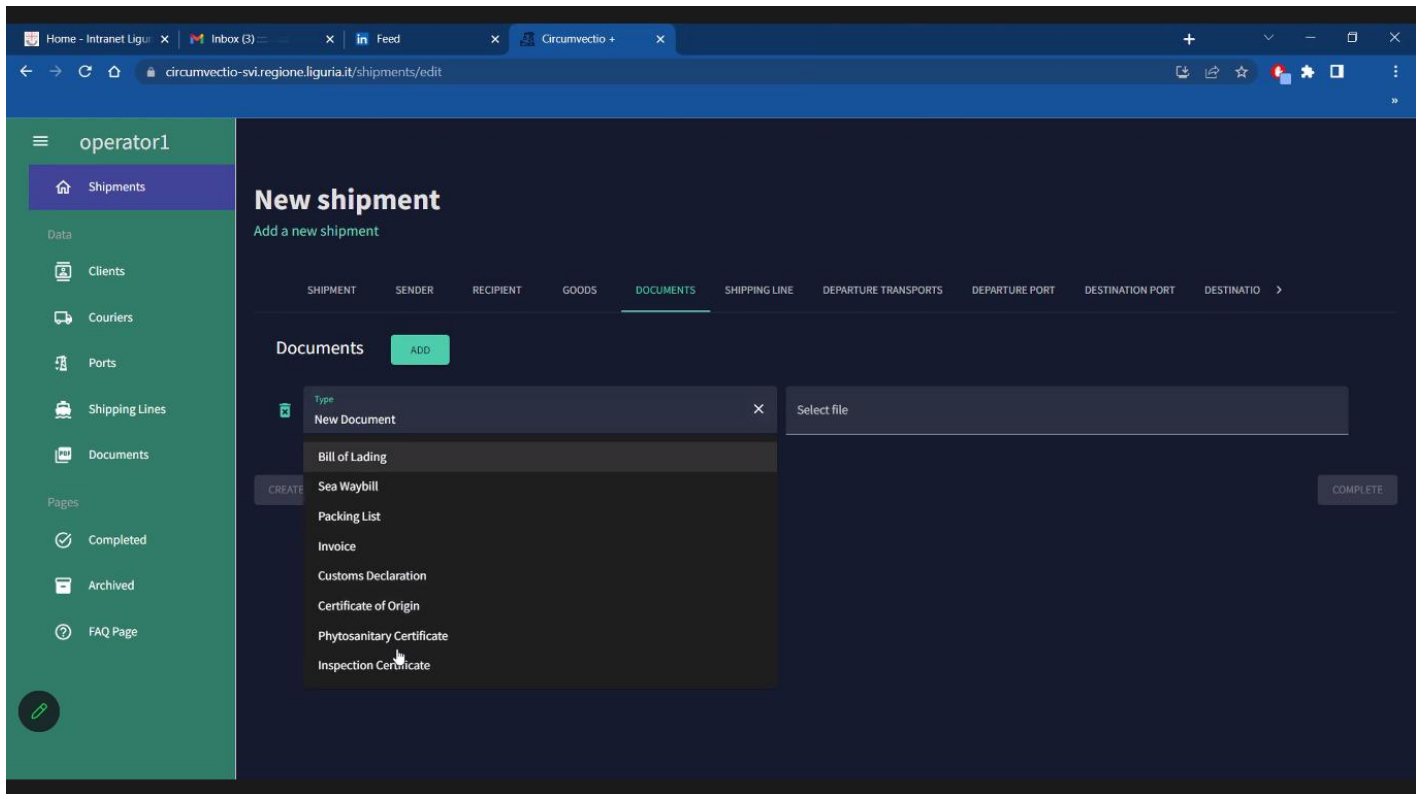 Home - Intranet Ligu
Inbox (3)
in Feed
Circumvectio +
circumvectio-svi.regione.liguria.it/shipments/edit
operator1
Shipments
Data
Clients
Couriers
Ports
Shipping Lines
PDF Documents
Pages
Completed
Archived
FAQ Page
New shipment
Add a new shipment
SHIPMENT SENDER RECIPIENT GOODS DOCUMENTS SHIPPING LINE DEPARTURE TRANSPORTS DEPARTURE PORT DESTINATION PORT DESTINATIO
Documents ADD
Type
New Document
Select file
Bill of Lading
Sea Waybill
Packing List
Invoice
Customs Declaration
Certificate of Origin
Phytosanitary Certificate
Inspection Certificate
CREATE
COMPLETE